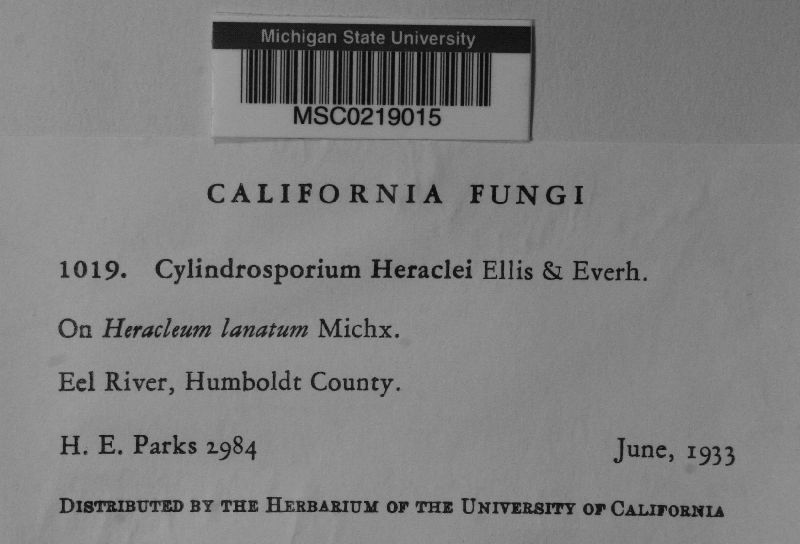 Michigan State University
MSC0219015
CALIFORNIA FUNGI
1019. Cylindrosporium Heraclei Ellis & Everh.
On Heracleum lanatum Michx.
Eel River, Humboldt County.
H. E. Parks 2984 June, 1933
DISTRIBUTED BY THE HERBARIUM OF THE UNIVERSITY OF CALIFORNIA